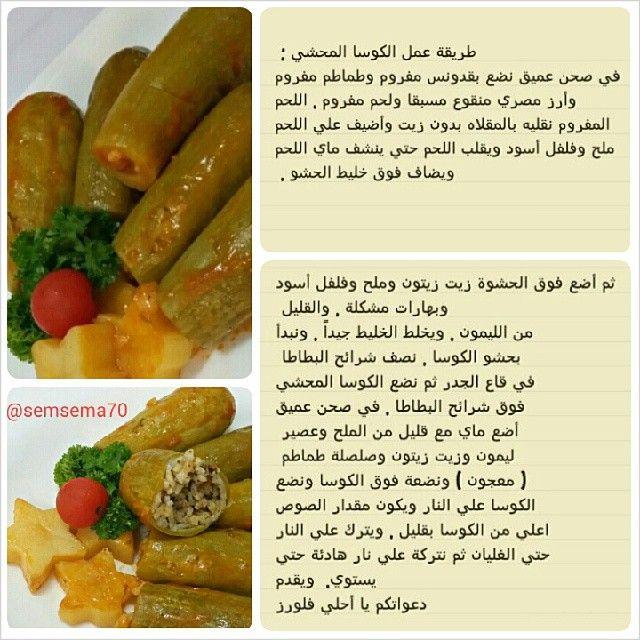 طريقة عمل الكوسا المحشي :
في صحن عميق نضع بقدونس مفروم وطماطم مفروم
وأرز مصري منقوع مسبقا ولحم مفروم . اللحم
المفروم نقليه بالمقلاه بدون زيت وأضيف علي اللحم
ملح وفلفل أسود ويقلب اللحم حتي ينشف ماي اللحم
ويضاف فوق خليط الحشو .
ثم أضع فوق الحشوة زيت زيتون وملح وفلفل أسود
وبهارات مشكلة . والقليل
من الليمون . ويخلط الخليط جيداً . ونبدأ
بحشو الكوسا . نصف شرائح البطاطا
في قاع الجدر ثم نضع الكوسا المحشي
فوق شرائح البطاطا . في صحن عميق
أضع ماي مع قليل من الملح وعصير
ليمون وزيت زيتون وصلصلة طماطم
( معجون ) ونضعة فوق الكوسا ونضع
الكوسا علي النار ويكون مقدار الصوص
اعلي من الكوسا بقليل . ويترك علي النار
حتي الغليان ثم نتركة علي نار هادئة حتي
يستوي. ويقدم
دعواتكم يا أحلي فلورز
@semsema70